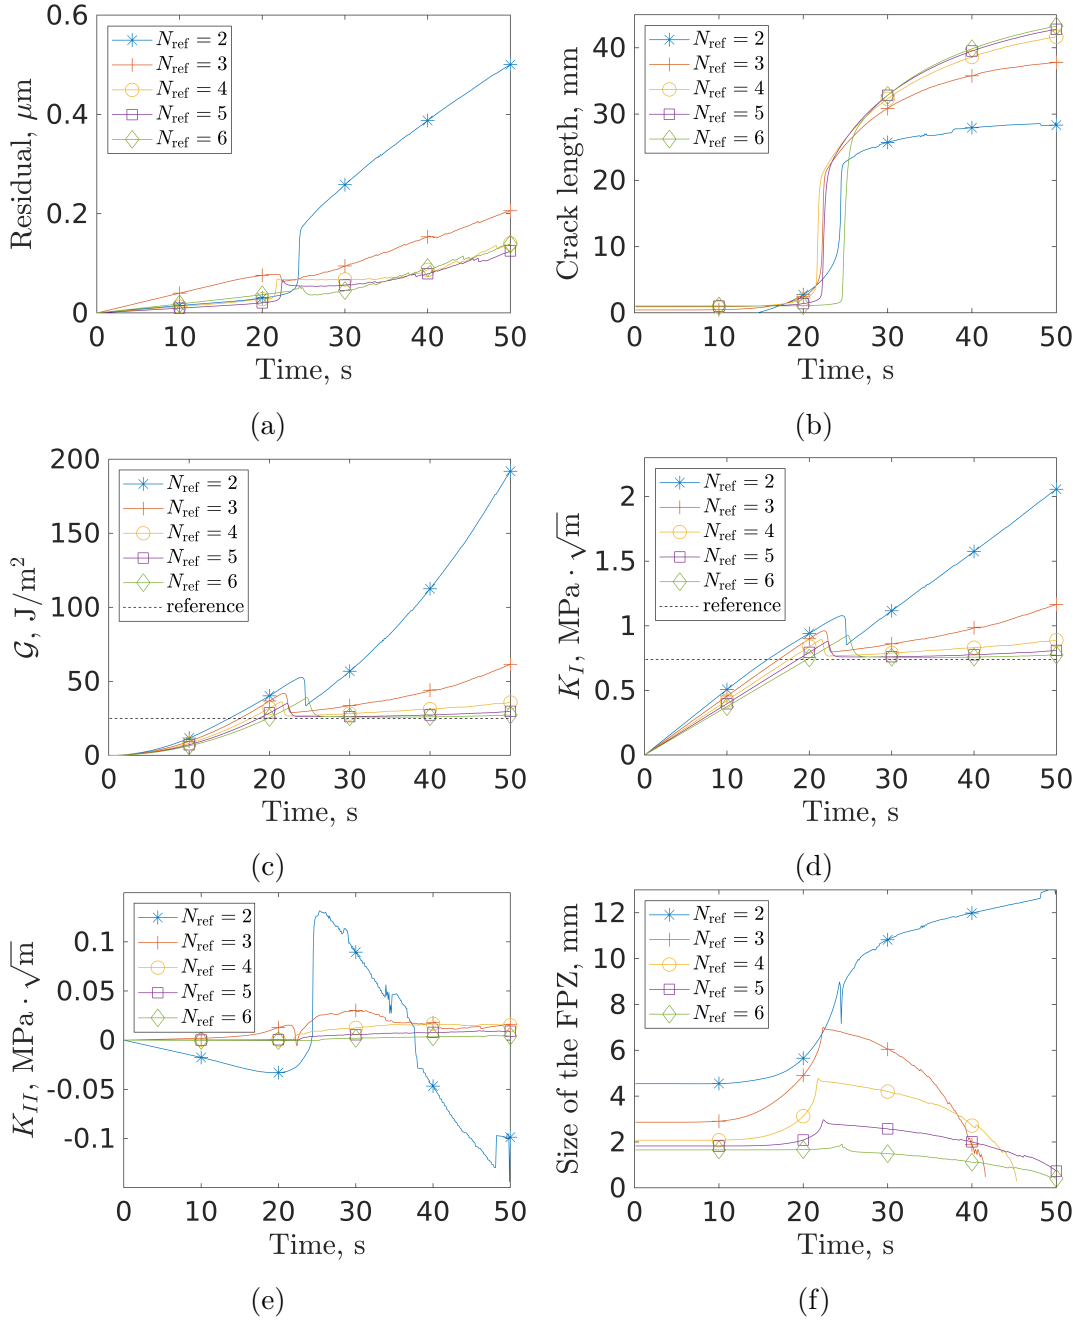 0.6
0.4
0.2
0
Residual, μm
N_ref = 2
N_ref = 3
N_ref = 4
N_ref = 5
N_ref = 6
0 10 20 30 40 50
Time, s
(a)
40
30
20
10
0
Crack length, mm
N_ref = 2
N_ref = 3
N_ref = 4
N_ref = 5
N_ref = 6
0 10 20 30 40 50
Time, s
(b)
200
150
100
50
0
𝒢, J/m²
N_ref = 2
N_ref = 3
N_ref = 4
N_ref = 5
N_ref = 6
reference
0 10 20 30 40 50
Time, s
(c)
2
1.5
1
0.5
0
K_I, MPa · √m
N_ref = 2
N_ref = 3
N_ref = 4
N_ref = 5
N_ref = 6
reference
0 10 20 30 40 50
Time, s
(d)
0.1
0.05
0
-0.05
-0.1
K_II, MPa · √m
N_ref = 2
N_ref = 3
N_ref = 4
N_ref = 5
N_ref = 6
0 10 20 30 40 50
Time, s
(e)
12
10
8
6
4
2
0
Size of the FPZ, mm
N_ref = 2
N_ref = 3
N_ref = 4
N_ref = 5
N_ref = 6
0 10 20 30 40 50
Time, s
(f)